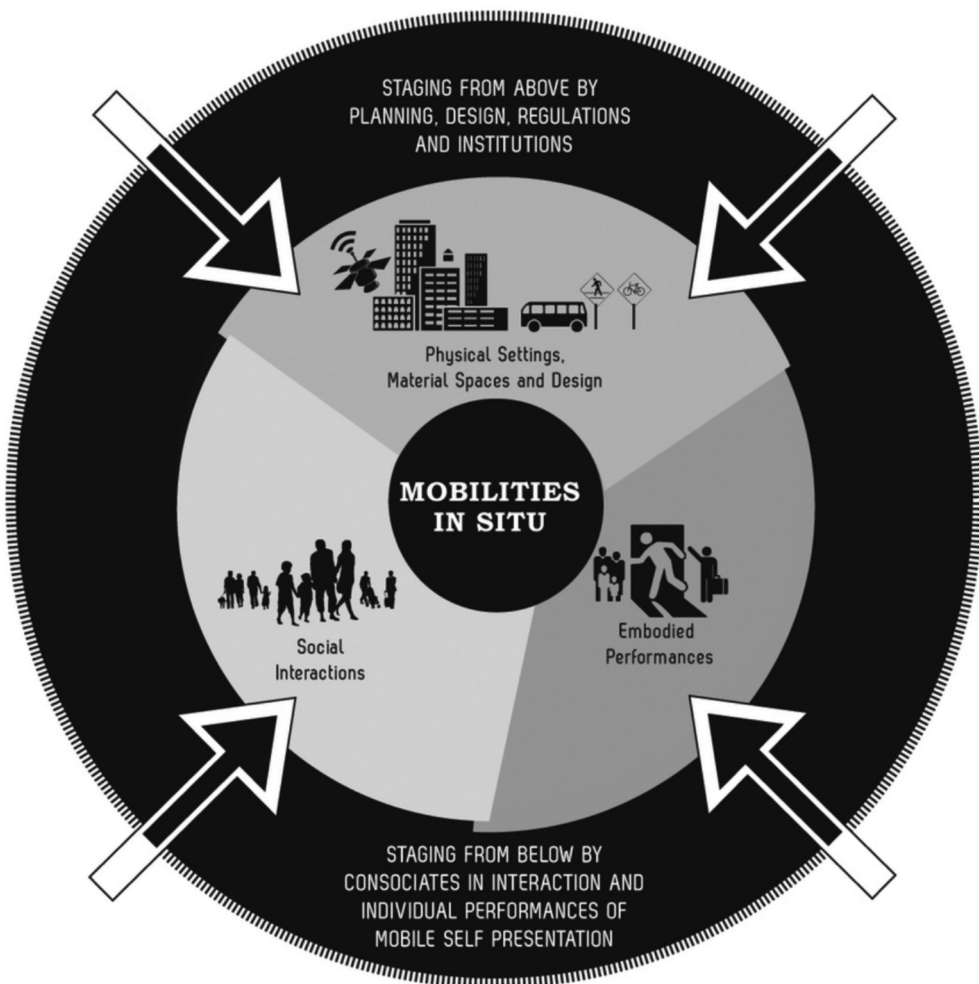 STAGING FROM ABOVE BY
PLANNING, DESIGN, REGULATIONS
AND INSTITUTIONS
Physical Settings,
Material Spaces and Design
MOBILITIES
IN SITU
Social
Interactions
Embodied
Performances
STAGING FROM BELOW BY
CONSOCIATES IN INTERACTION AND
INDIVIDUAL PERFORMANCES OF
MOBILE SELF PRESENTATION